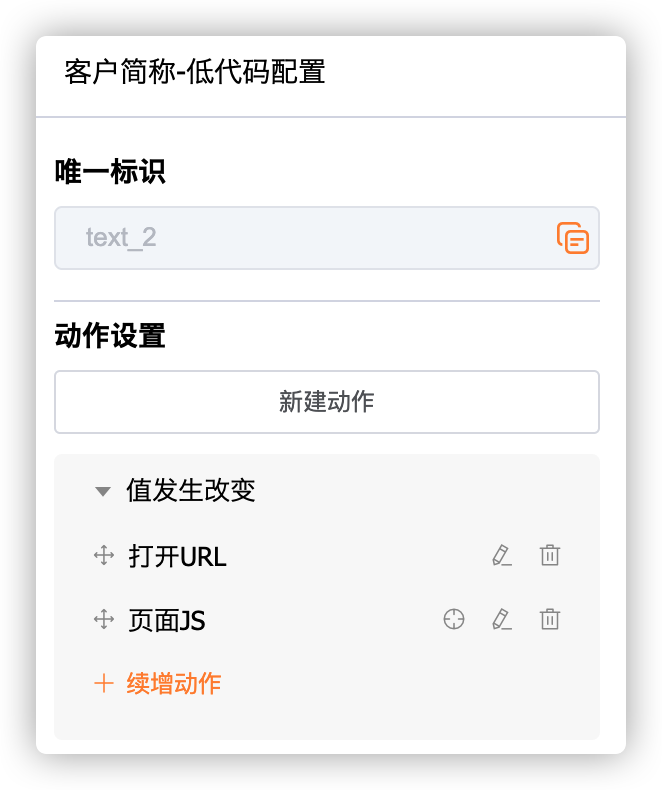 客户简称-低代码配置
唯一标识
text_2
动作设置
新建动作
值发生改变
打开URL
页面JS
续增动作